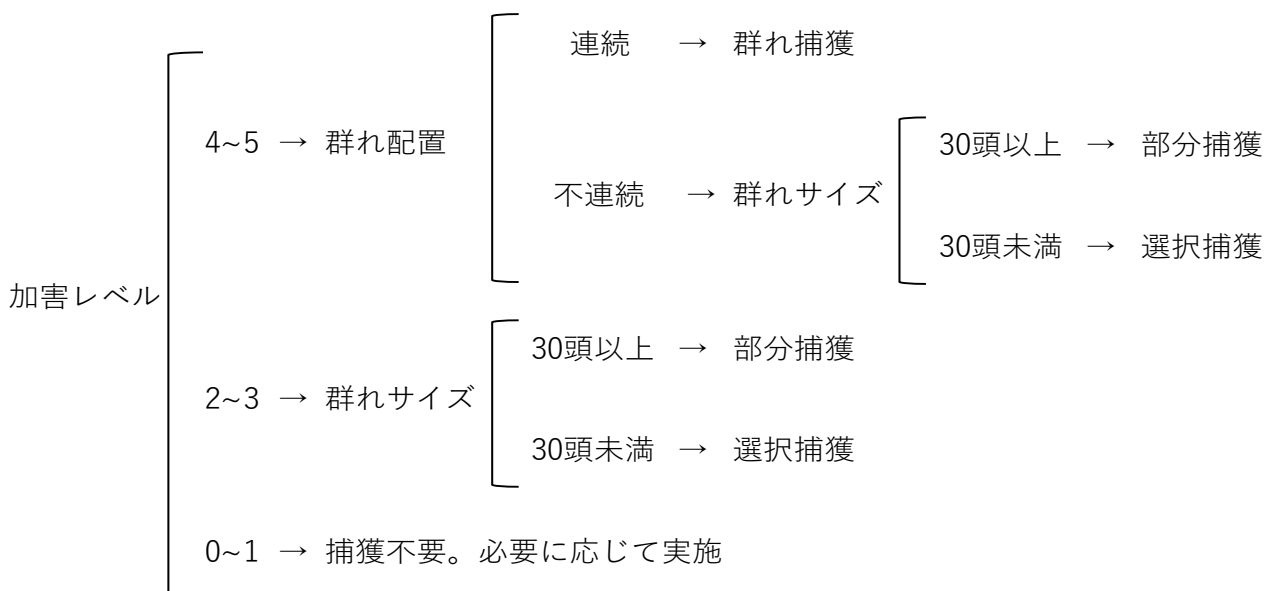 連続 → 群れ捕獲
4~5 → 群れ配置
30頭以上 → 部分捕獲
不連続 → 群れサイズ
30頭未満 → 選択捕獲
加害レベル
30頭以上 → 部分捕獲
2~3 → 群れサイズ
30頭未満 → 選択捕獲
0~1 → 捕獲不要。必要に応じて実施